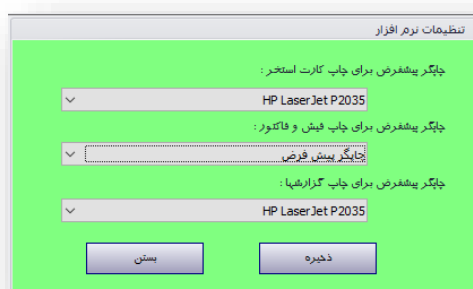 تنظیمات نرم افزار
چاپگر پیشفرض برای چاپ کارت استخر :
HP LaserJet P2035
چاپگر پیشفرض برای چاپ فیش و فاکتور :
چاپگر پیش فرض
چاپگر پیشفرض برای چاپ گزارشها :
HP LaserJet P2035
ذخیره
بستن